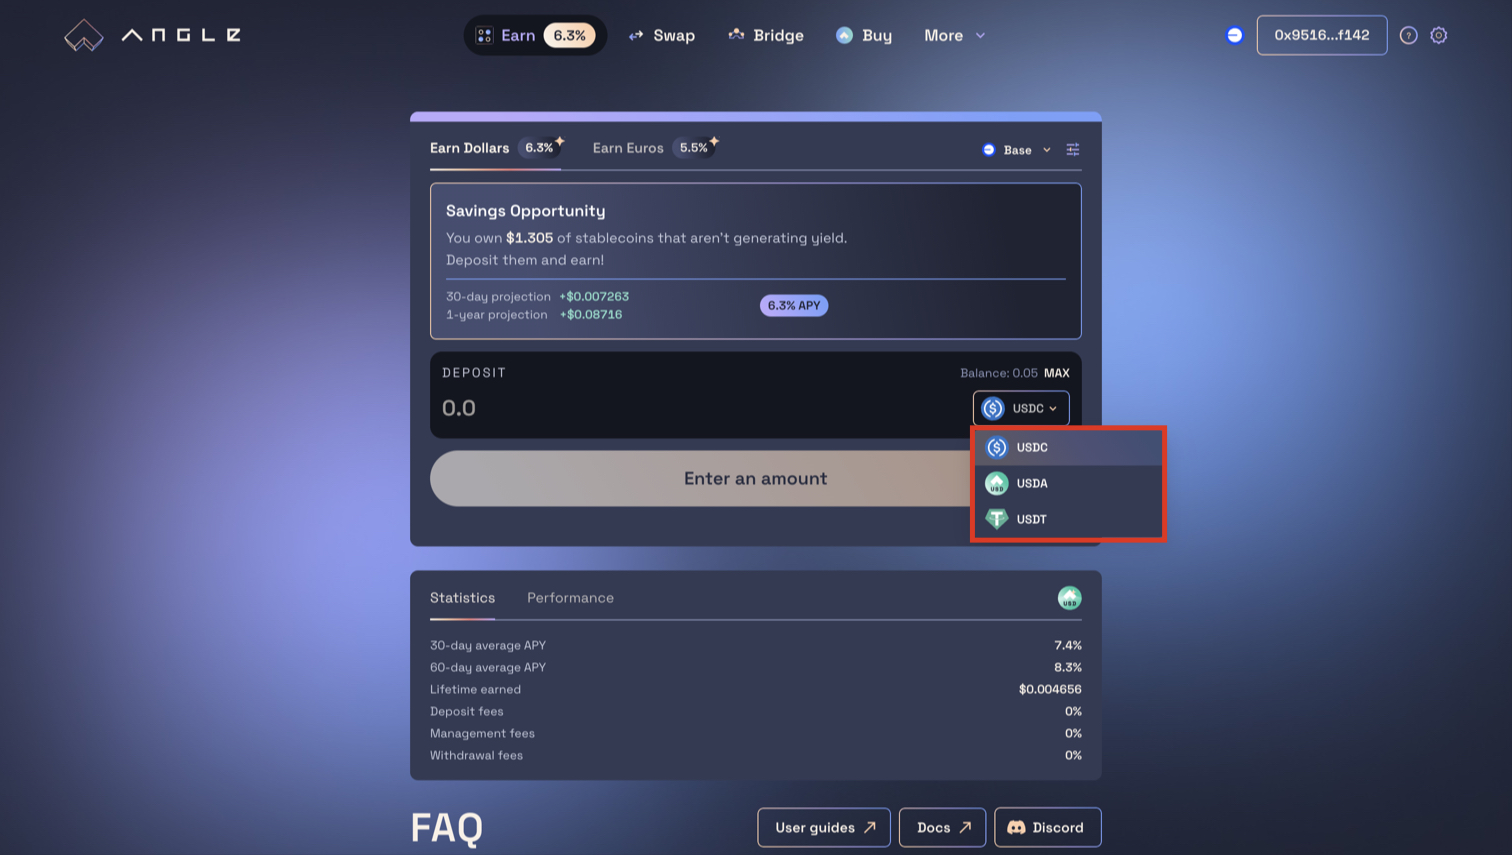 ANGLE
Earn 6.3%
Swap
Bridge
Buy
More
0x9516...f142
?
Earn Dollars 6.3%
Earn Euros 5.5%
Base
Savings Opportunity
You own $1.305 of stablecoins that aren't generating yield.
Deposit them and earn!
30-day projection +$0.007263
1-year projection +$0.08716
6.3% APY
DEPOSIT
Balance: 0.05 MAX
0.0
USDC
USDC
USDA
USDT
Enter an amount
Statistics
Performance
USD
30-day average APY 7.4%
60-day average APY 8.3%
Lifetime earned $0.004656
Deposit fees 0%
Management fees 0%
Withdrawal fees 0%
FAQ
User guides
Docs
Discord